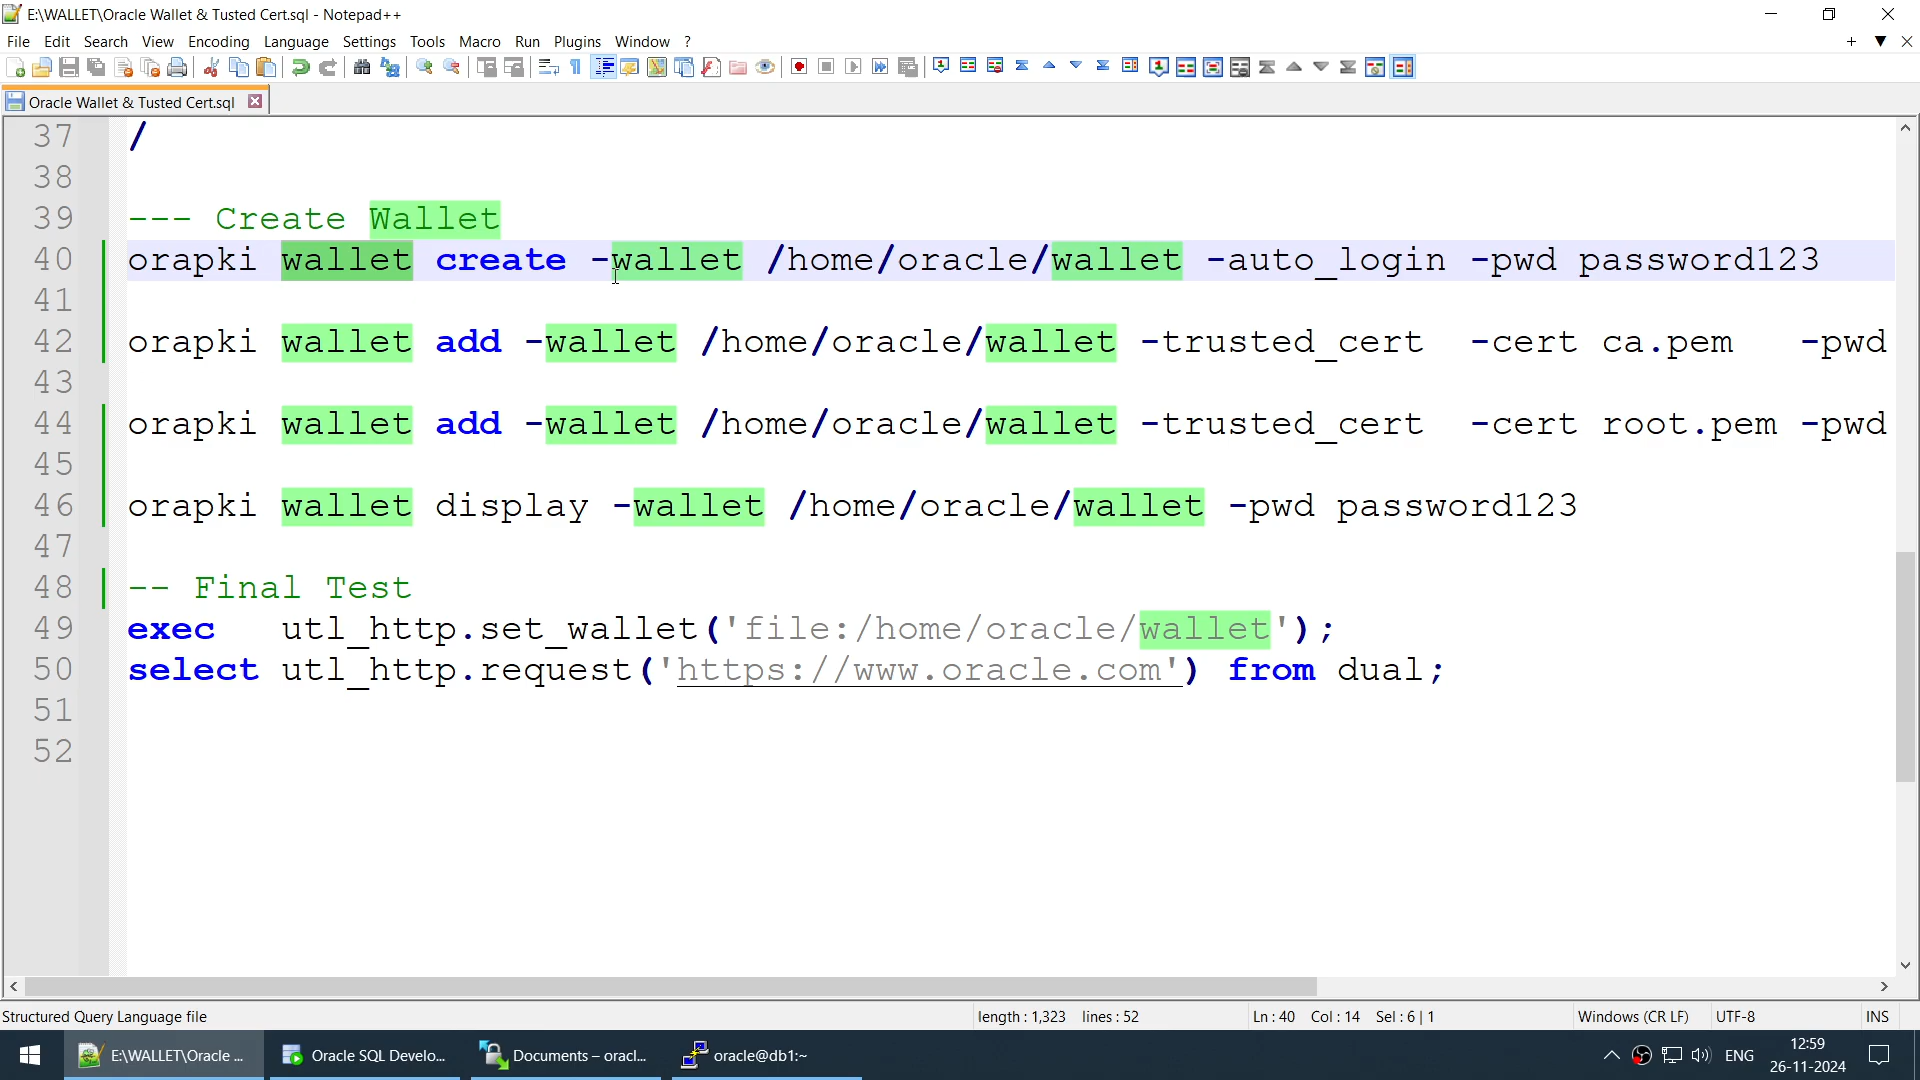 E:\WALLET\Oracle Wallet & Tusted Cert.sql - Notepad++
File Edit Search View Encoding Language Settings Tools Macro Run Plugins Window ?
Oracle Wallet & Tusted Cert.sql
37 /
38
39 --- Create Wallet
40 orapki wallet create -wallet /home/oracle/wallet -auto_login -pwd password123
41
42 orapki wallet add -wallet /home/oracle/wallet -trusted_cert -cert ca.pem -pwd
43
44 orapki wallet add -wallet /home/oracle/wallet -trusted_cert -cert root.pem -pwd
45
46 orapki wallet display -wallet /home/oracle/wallet -pwd password123
47
48 -- Final Test
49 exec utl_http.set_wallet('file:/home/oracle/wallet');
50 select utl_http.request('https://www.oracle.com') from dual;
51
52
Structured Query Language file length : 1,323 lines : 52 Ln : 40 Col : 14 Sel : 6 | 1 Windows (CR LF) UTF-8 INS
E:\WALLET\Oracle ... Oracle SQL Develo... Documents – oracl... oracle@db1:~ ENG 12:59
26-11-2024